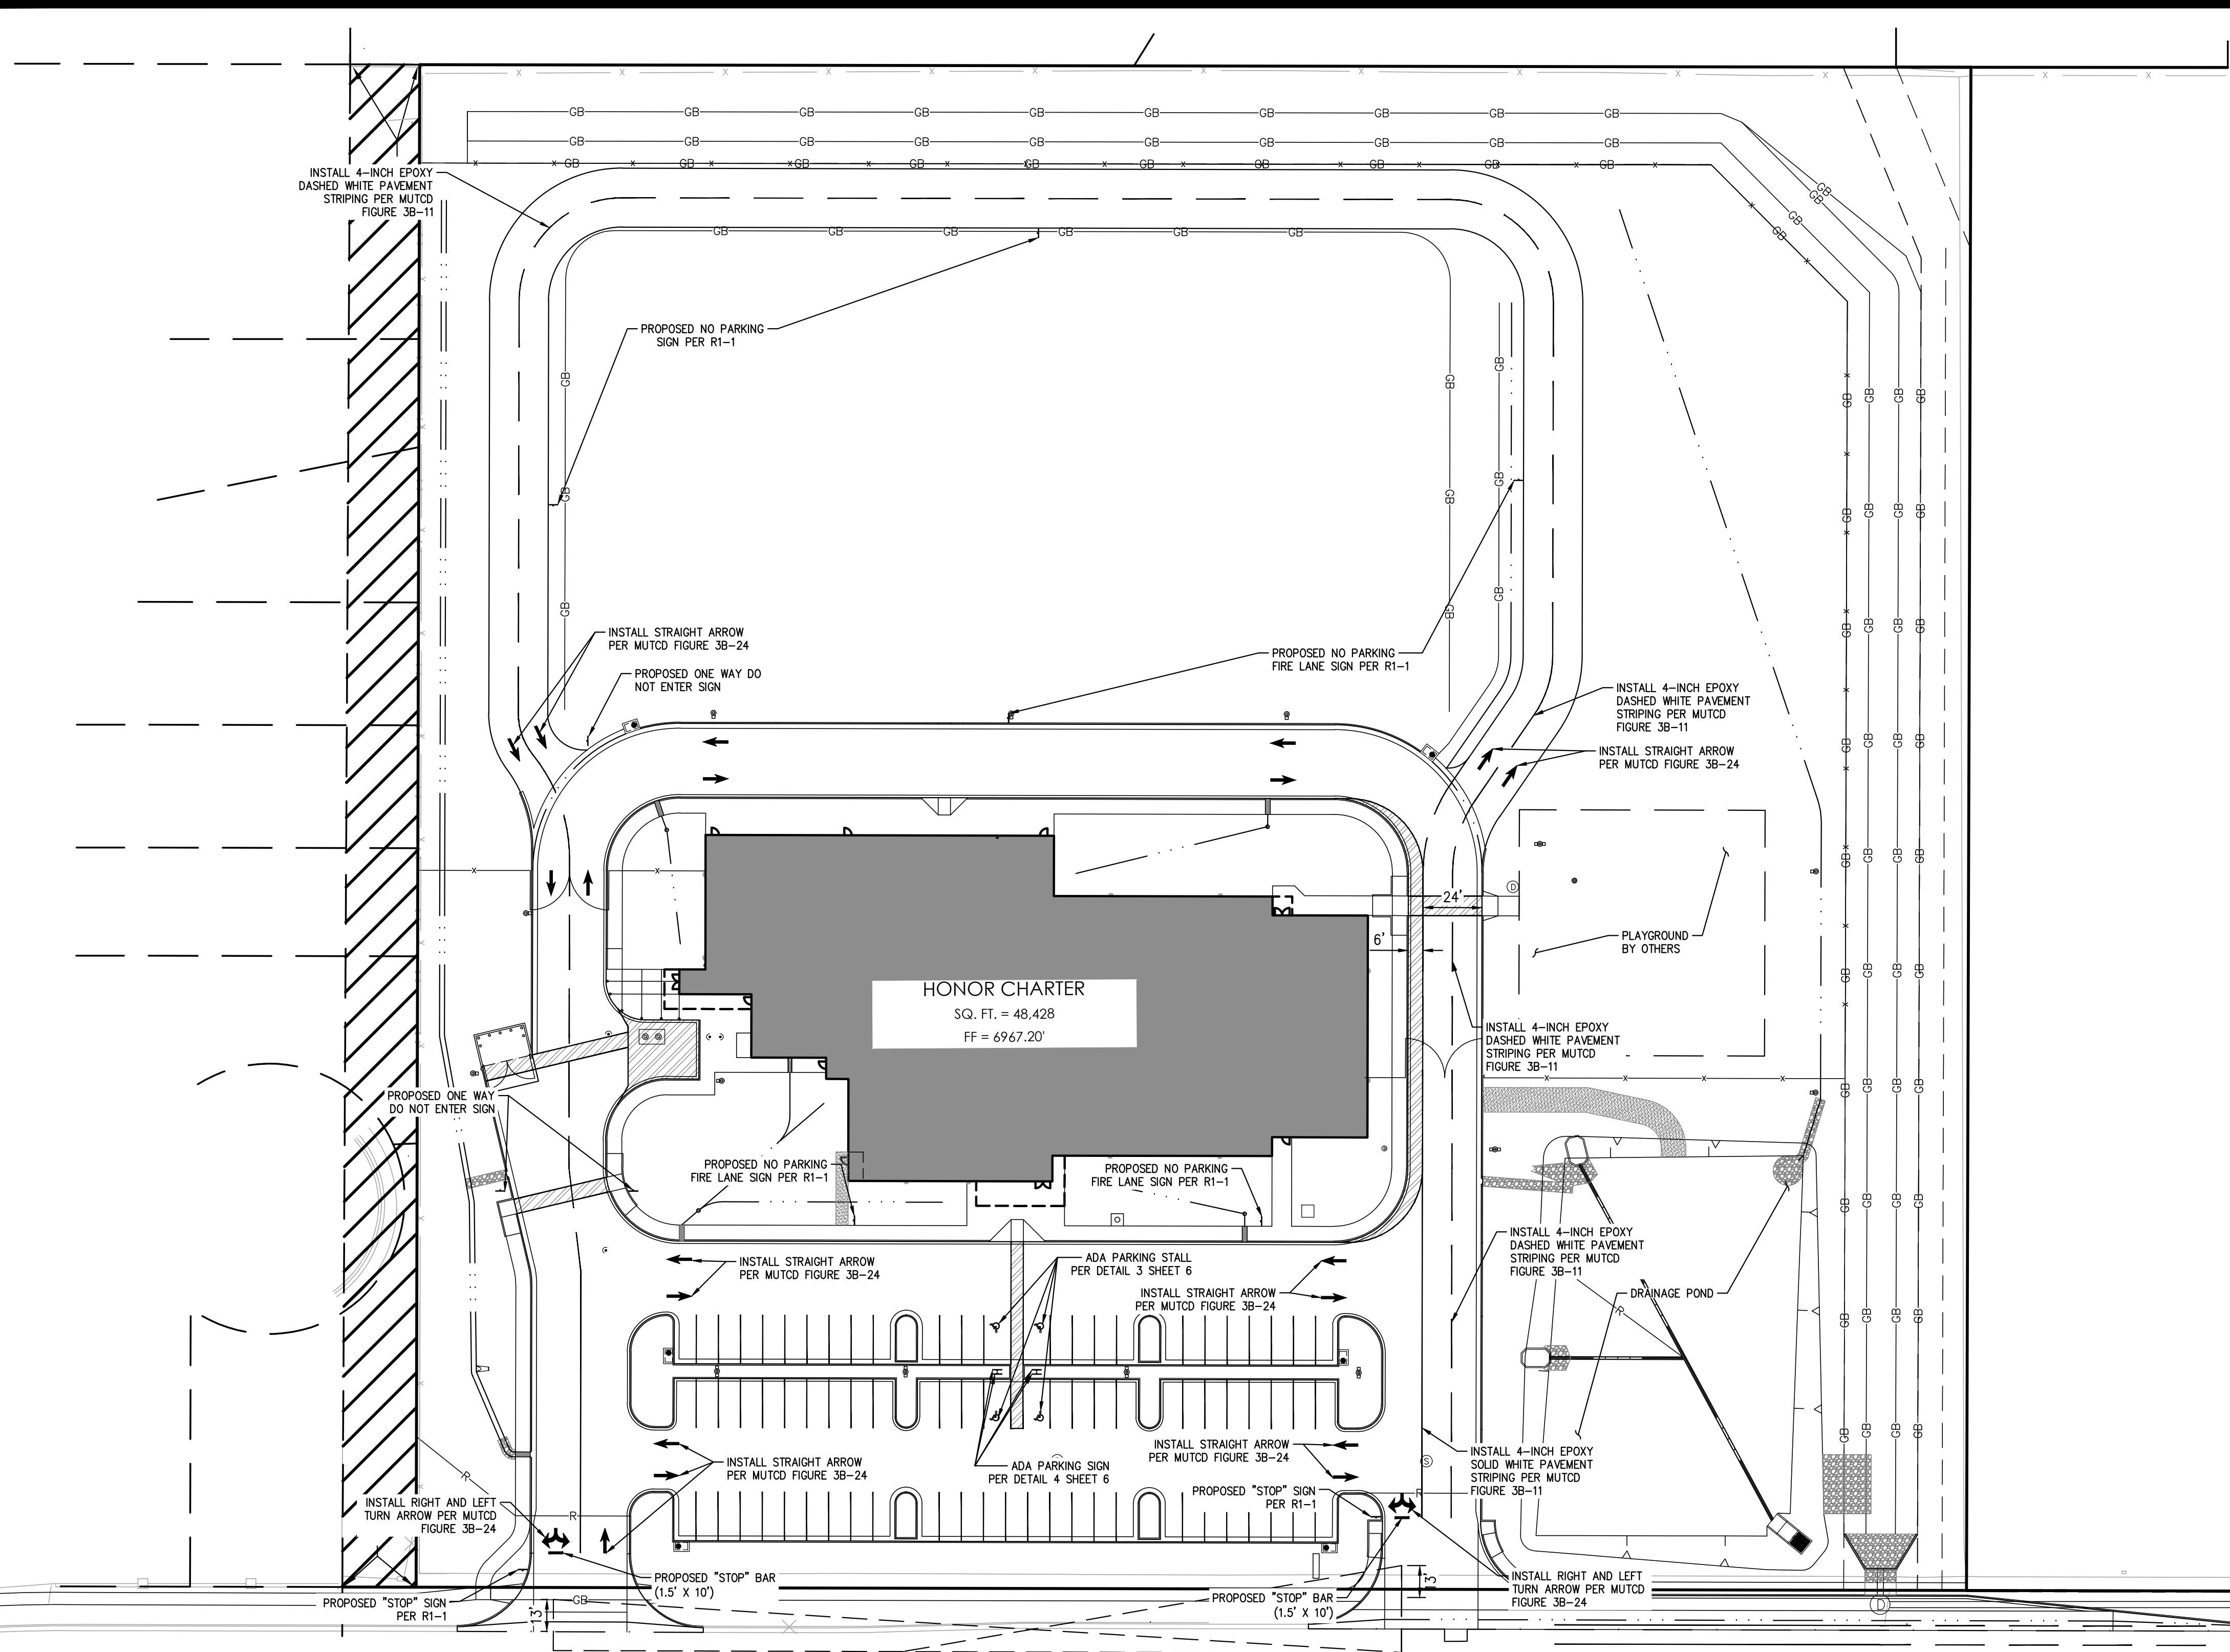 INSTALL 4-INCH EPOXY
DASHED WHITE PAVEMENT
STRIPING PER MUTCD
FIGURE 3B-11
PROPOSED NO PARKING
SIGN PER R1-1
INSTALL STRAIGHT ARROW
PER MUTCD FIGURE 3B-24
PROPOSED ONE WAY DO
NOT ENTER SIGN
PROPOSED NO PARKING
FIRE LANE SIGN PER R1-1
INSTALL 4-INCH EPOXY
DASHED WHITE PAVEMENT
STRIPING PER MUTCD
FIGURE 3B-11
INSTALL STRAIGHT ARROW
PER MUTCD FIGURE 3B-24
24'
D
6'
PLAYGROUND
BY OTHERS
HONOR CHARTER
SQ. FT. = 48,428
FF = 6967.20'
INSTALL 4-INCH EPOXY
DASHED WHITE PAVEMENT
STRIPING PER MUTCD
FIGURE 3B-11
PROPOSED ONE WAY
DO NOT ENTER SIGN
PROPOSED NO PARKING
FIRE LANE SIGN PER R1-1
PROPOSED NO PARKING
FIRE LANE SIGN PER R1-1
INSTALL 4-INCH EPOXY
DASHED WHITE PAVEMENT
STRIPING PER MUTCD
FIGURE 3B-11
INSTALL STRAIGHT ARROW
PER MUTCD FIGURE 3B-24
ADA PARKING STALL
PER DETAIL 3 SHEET 6
INSTALL STRAIGHT ARROW
PER MUTCD FIGURE 3B-24
DRAINAGE POND
R
INSTALL STRAIGHT ARROW
PER MUTCD FIGURE 3B-24
ADA PARKING SIGN
PER DETAIL 4 SHEET 6
INSTALL STRAIGHT ARROW
PER MUTCD FIGURE 3B-24
INSTALL 4-INCH EPOXY
SOLID WHITE PAVEMENT
STRIPING PER MUTCD
FIGURE 3B-11
S
R
PROPOSED "STOP" SIGN
PER R1-1
R
INSTALL RIGHT AND LEFT
TURN ARROW PER MUTCD
FIGURE 3B-24
R
PROPOSED "STOP" BAR
(1.5' X 10')
PROPOSED "STOP" SIGN
PER R1-1
13'
GB
PROPOSED "STOP" BAR
(1.5' X 10')
13'
INSTALL RIGHT AND LEFT
TURN ARROW PER MUTCD
FIGURE 3B-24
D